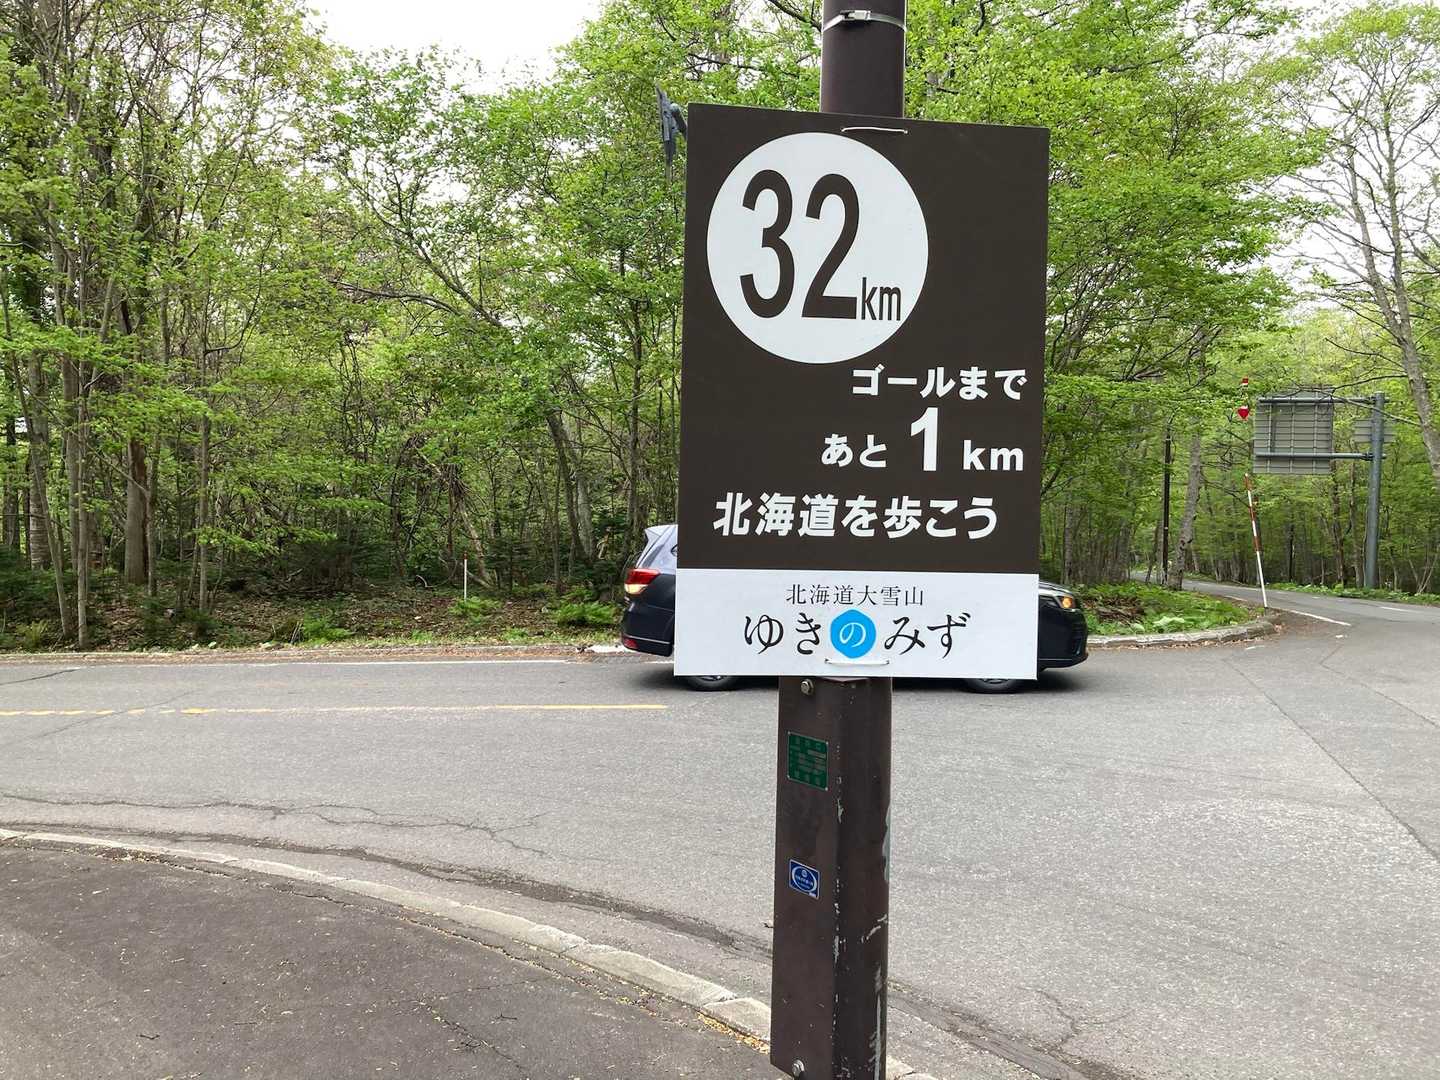 32km
ゴールまで
あと 1 km
北海道を歩こう
北海道大雪山
ゆきのみず